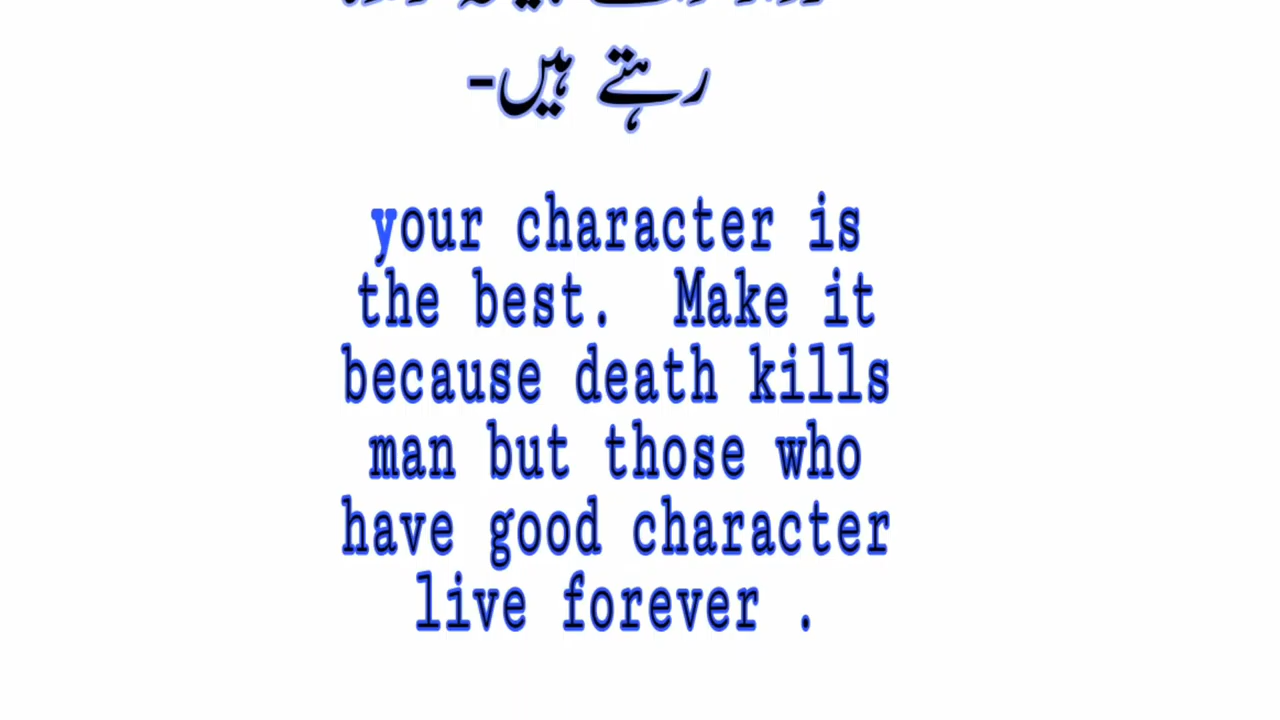 رہتے ہیں-
your character is
the best. Make it
because death kills
man but those who
have good character
live forever .